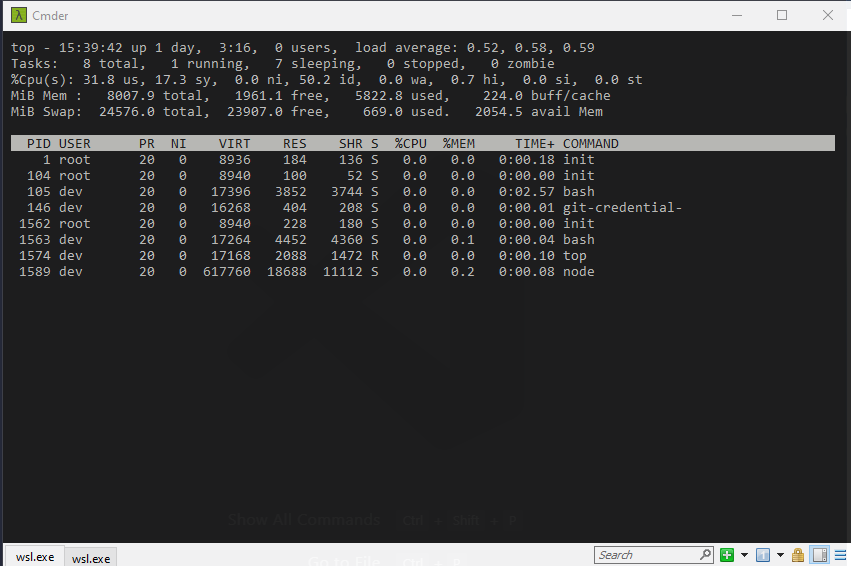 Cmder
top - 15:39:42 up 1 day,  3:16,  0 users,  load average: 0.52, 0.58, 0.59
Tasks:   8 total,   1 running,   7 sleeping,   0 stopped,   0 zombie
%Cpu(s): 31.8 us, 17.3 sy,  0.0 ni, 50.2 id,  0.0 wa,  0.7 hi,  0.0 si,  0.0 st
MiB Mem :   8007.9 total,   1961.1 free,   5822.8 used,    224.0 buff/cache
MiB Swap:  24576.0 total,  23907.0 free,    669.0 used.   2054.5 avail Mem
PID USER      PR  NI    VIRT    RES    SHR S  %CPU  %MEM     TIME+ COMMAND
1 root      20   0    8936    184    136 S   0.0   0.0   0:00.18 init
104 root      20   0    8940    100     52 S   0.0   0.0   0:00.00 init
105 dev       20   0   17396   3852   3744 S   0.0   0.0   0:02.57 bash
146 dev       20   0   16268    404    208 S   0.0   0.0   0:00.01 git-credential-
1562 root      20   0    8940    228    180 S   0.0   0.0   0:00.00 init
1563 dev       20   0   17264   4452   4360 S   0.0   0.1   0:00.04 bash
1574 dev       20   0   17168   2088   1472 R   0.0   0.0   0:00.10 top
1589 dev       20   0  617760  18688  11112 S   0.0   0.2   0:00.08 node
Show All Commands Ctrl + Shift + P
Go to File Ctrl + P
wsl.exe wsl.exe Search